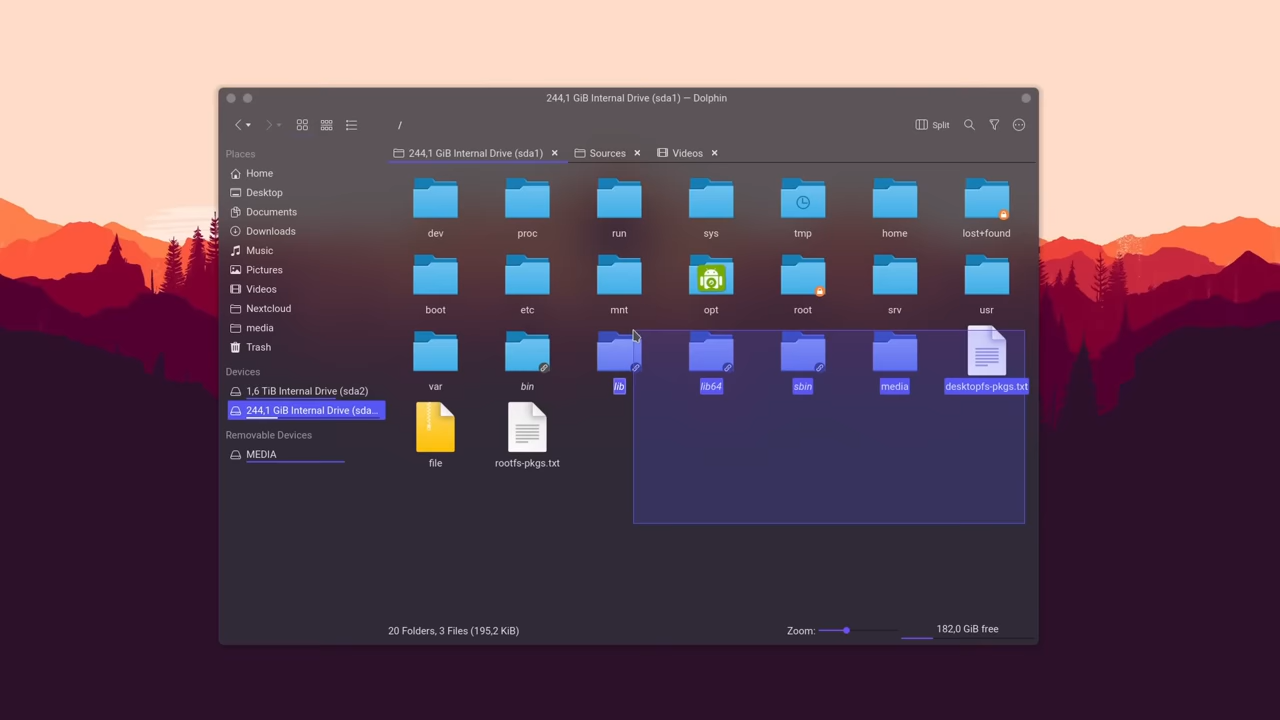 244,1 GiB Internal Drive (sda1) — Dolphin
/
Split
Places
Home
Desktop
Documents
Downloads
Music
Pictures
Videos
Nextcloud
media
Trash
Devices
1,6 TiB Internal Drive (sda2)
244,1 GiB Internal Drive (sda...
Removable Devices
MEDIA
244,1 GiB Internal Drive (sda1)
Sources
Videos
dev proc run sys tmp home lost+found
boot etc mnt opt root srv usr
var bin lib lib64 sbin media desktopfs-pkgs.txt
file rootfs-pkgs.txt
20 Folders, 3 Files (195,2 KiB)
Zoom:
182,0 GiB free